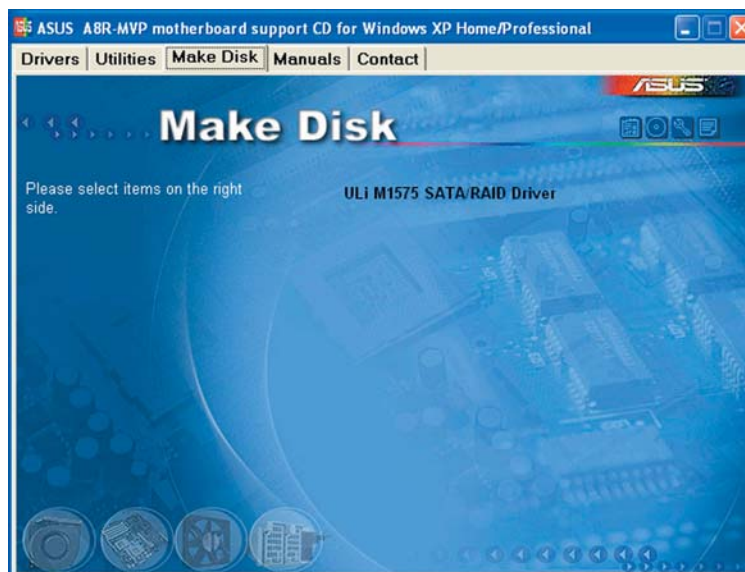 ASUS A8R-MVP motherboard support CD for Windows XP Home/Professional
Drivers Utilities Make Disk Manuals Contact
ASUS
Make Disk
Please select items on the right
side.
ULi M1575 SATA/RAID Driver